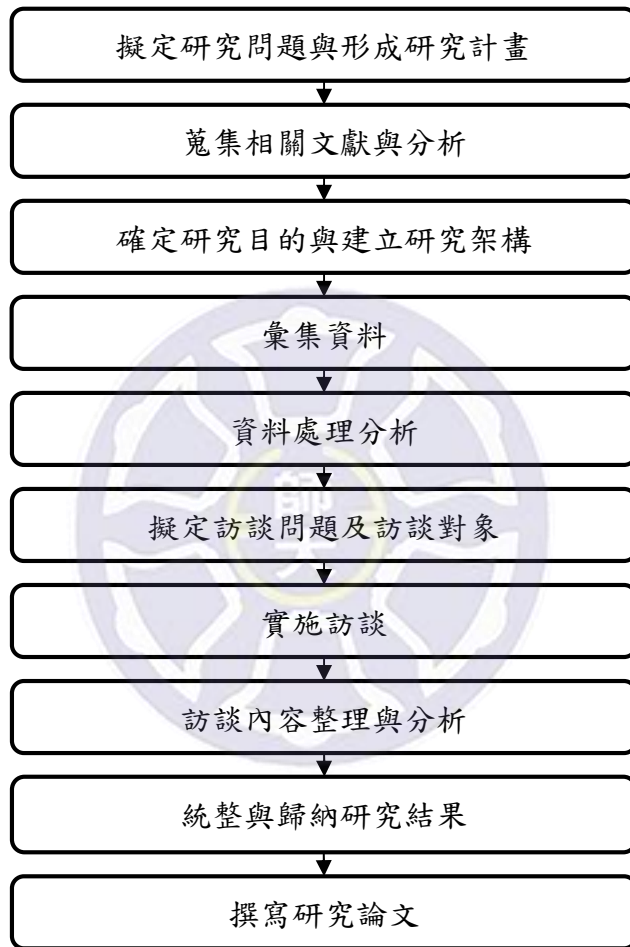 擬定研究問題與形成研究計畫
蒐集相關文獻與分析
確定研究目的與建立研究架構
彙集資料
資料處理分析
師大
擬定訪談問題及訪談對象
實施訪談
訪談內容整理與分析
統整與歸納研究結果
撰寫研究論文